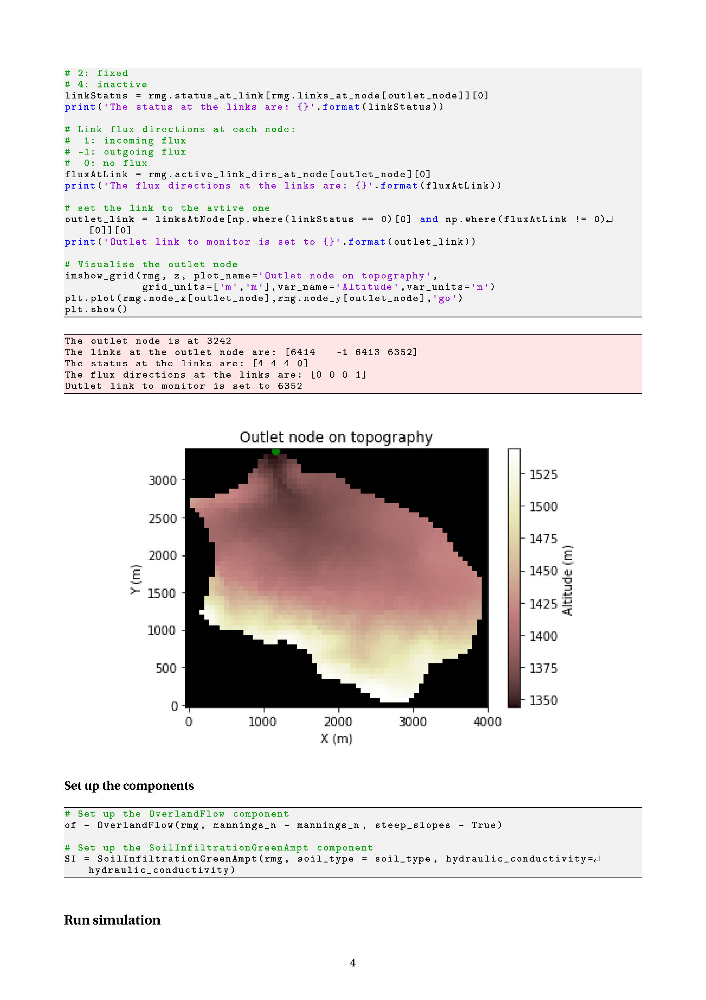 # 2: fixed
# 4: inactive
linkStatus = rmg.status_at_link[rmg.links_at_node[outlet_node]][0]
print('The status at the links are: {}'.format(linkStatus))
# Link flux directions at each node:
#  1: incoming flux
# -1: outgoing flux
#  0: no flux
fluxAtLink = rmg.active_link_dirs_at_node[outlet_node][0]
print('The flux directions at the links are: {}'.format(fluxAtLink))
# set the link to the avtive one
outlet_link = linksAtNode[np.where(linkStatus == 0)[0] and np.where(fluxAtLink != 0)↵
[0]][0]
print('Outlet link to monitor is set to {}'.format(outlet_link))
# Visualise the outlet node
imshow_grid(rmg, z, plot_name='Outlet node on topography',
grid_units=['m','m'],var_name='Altitude',var_units='m')
plt.plot(rmg.node_x[outlet_node],rmg.node_y[outlet_node],'go')
plt.show()
The outlet node is at 3242
The links at the outlet node are: [6414   -1 6413 6352]
The status at the links are: [4 4 4 0]
The flux directions at the links are: [0 0 0 1]
Outlet link to monitor is set to 6352
Outlet node on topography
3000
2500
2000
1500
1000
500
0
Y (m)
0 1000 2000 3000 4000
X (m)
1525
1500
1475
1450
1425
1400
1375
1350
Altitude (m)
Set up the components
# Set up the OverlandFlow component
of = OverlandFlow(rmg, mannings_n = mannings_n, steep_slopes = True)
# Set up the SoilInfiltrationGreenAmpt component
SI = SoilInfiltrationGreenAmpt(rmg, soil_type = soil_type, hydraulic_conductivity=↵
hydraulic_conductivity)
Run simulation
4